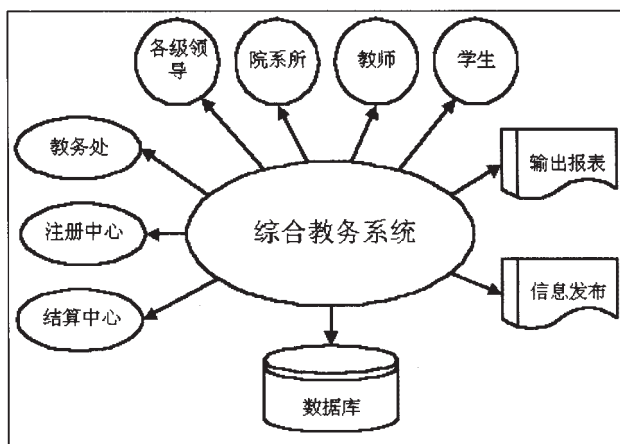 各级领
导
院系所
教师
学生
教务处
输出报表
注册中心
综合教务系统
结算中心
信息发布
数据库